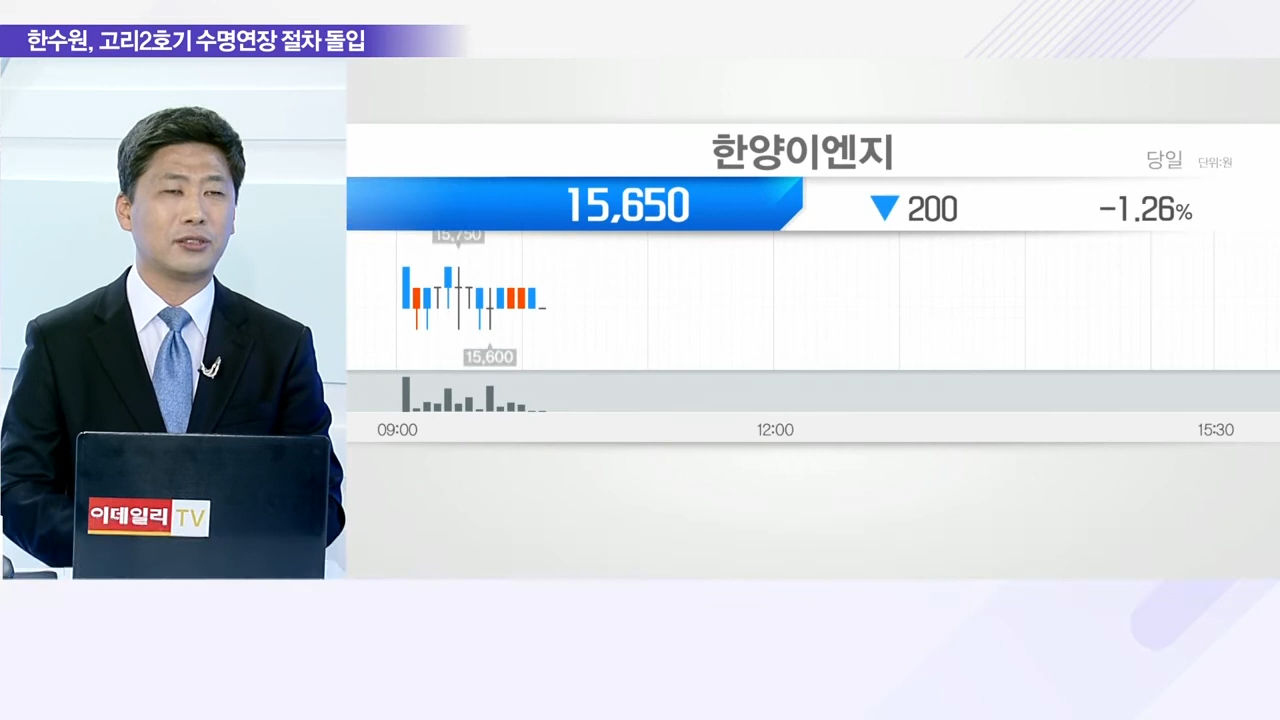 한수원, 고리2호기 수명연장 절차 돌입
한양이엔지
당일 단위:원
15,650 ▼ 200 -1.26%
15,750
15,600
09:00 12:00 15:30
이데일리 TV